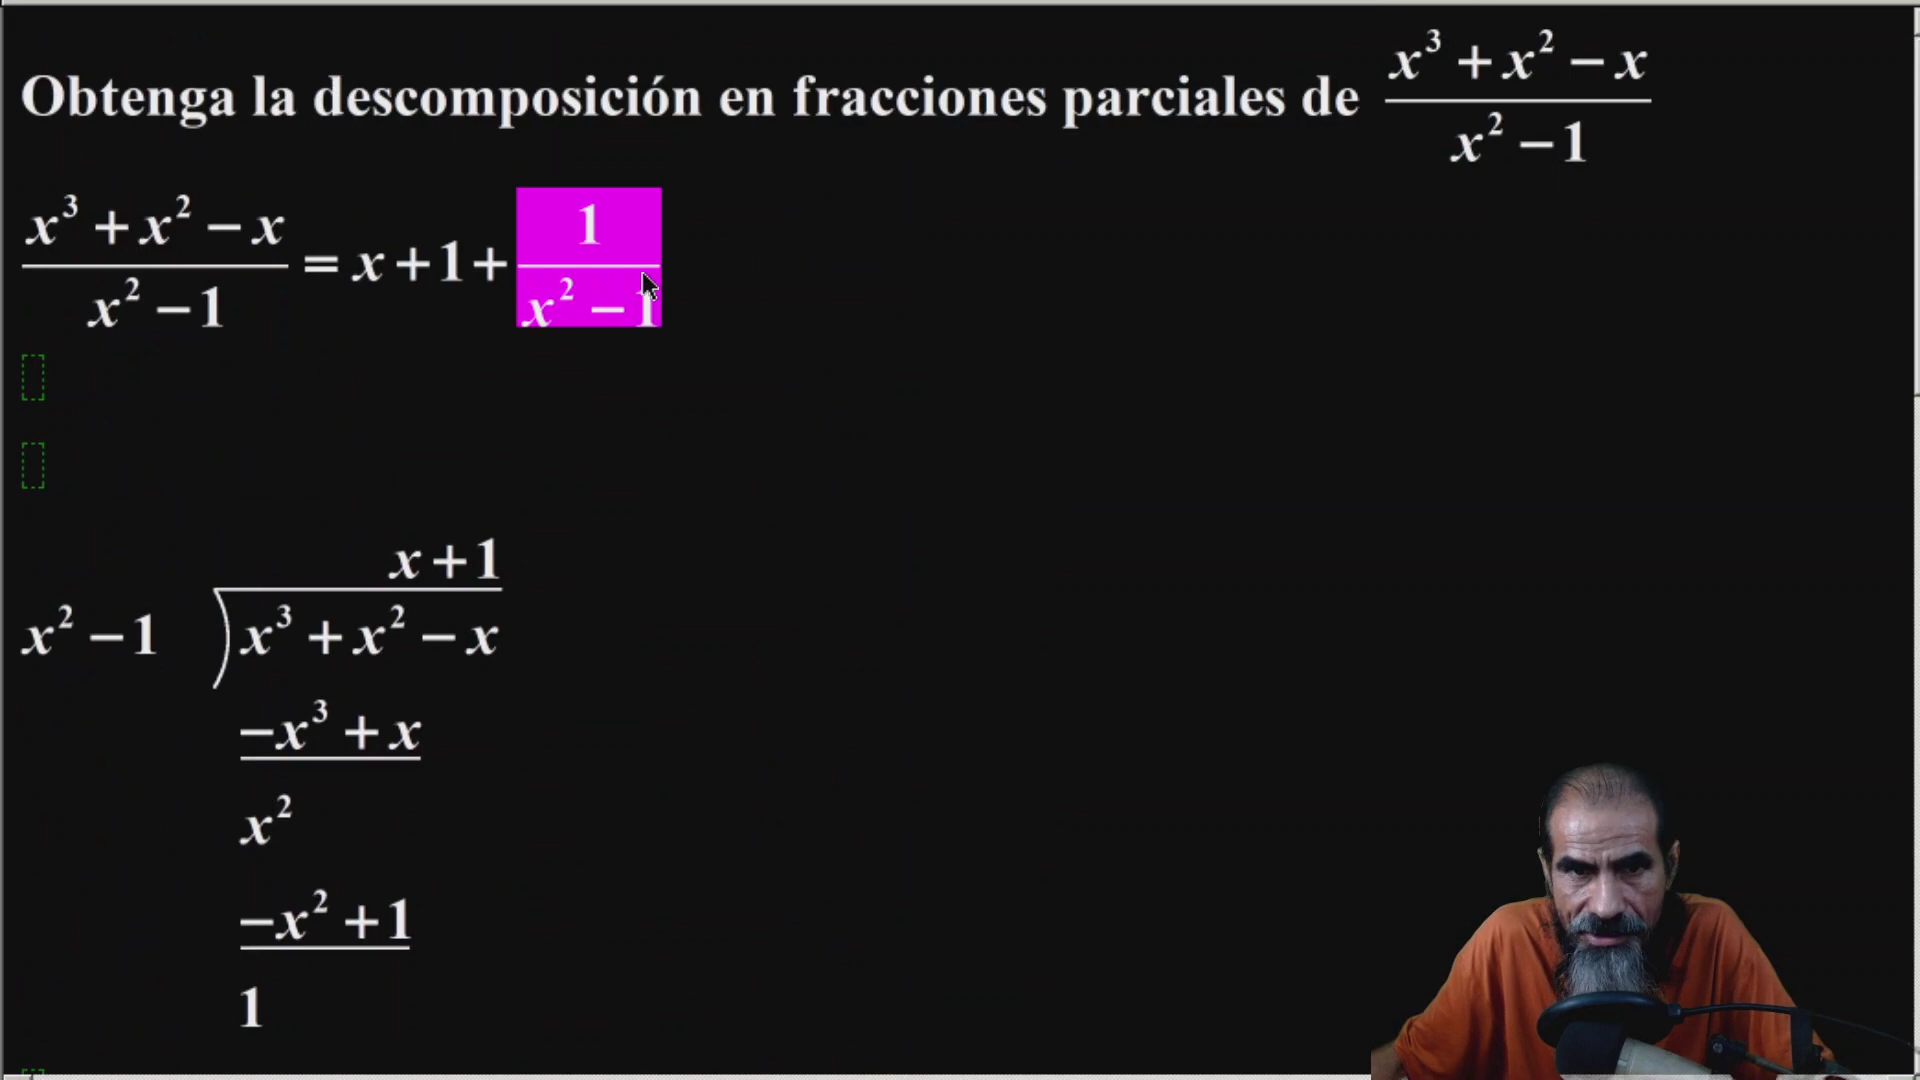 Obtenga la descomposición en fracciones parciales de (x³ + x² − x)/(x² − 1)
(x³ + x² − x)/(x² − 1) = x + 1 + 1/(x² − 1)
x + 1
x² − 1 ) x³ + x² − x
−x³ + x
x²
−x² + 1
1